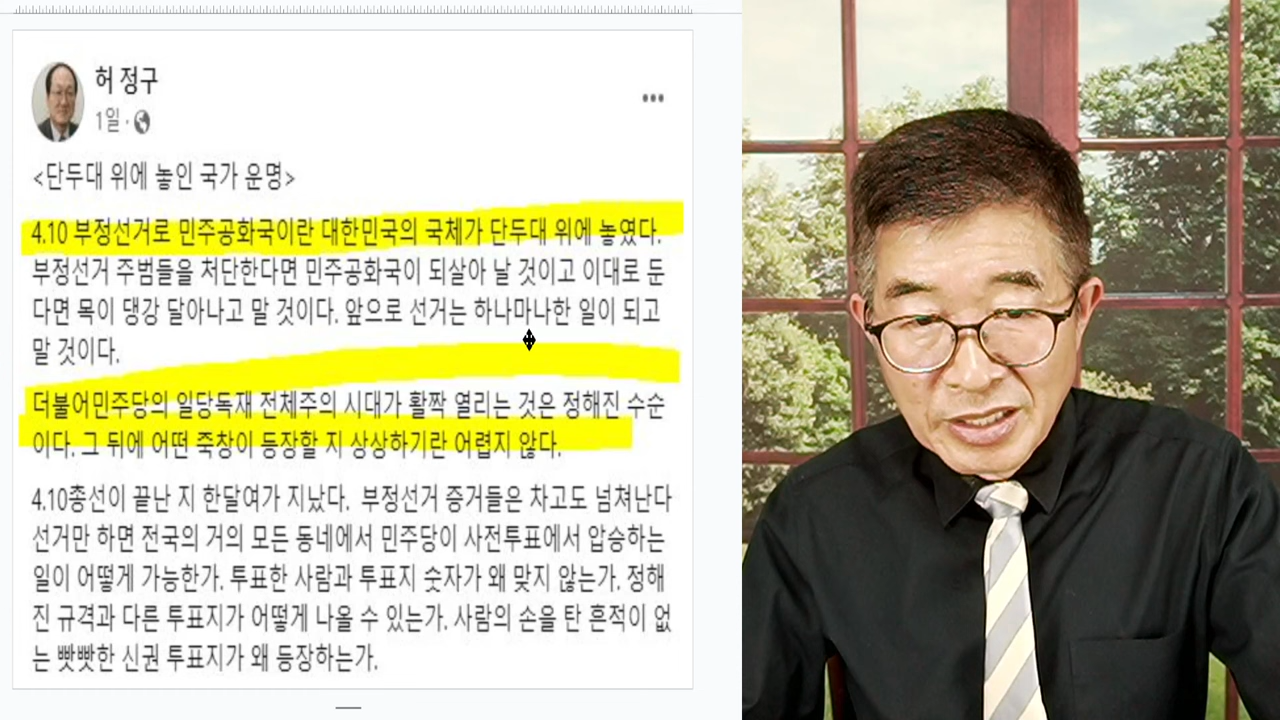 허 정구
1일 ·
<단두대 위에 놓인 국가 운명>
4.10 부정선거로 민주공화국이란 대한민국의 국체가 단두대 위에 놓였다.
부정선거 주범들을 처단한다면 민주공화국이 되살아 날 것이고 이대로 둔
다면 목이 댕강 달아나고 말 것이다. 앞으로 선거는 하나마나한 일이 되고
말 것이다.
더불어민주당의 일당독재 전체주의 시대가 활짝 열리는 것은 정해진 수순
이다. 그 뒤에 어떤 죽창이 등장할 지 상상하기란 어렵지 않다.
4.10총선이 끝난 지 한달여가 지났다. 부정선거 증거들은 차고도 넘쳐난다
선거만 하면 전국의 거의 모든 동네에서 민주당이 사전투표에서 압승하는
일이 어떻게 가능한가. 투표한 사람과 투표지 숫자가 왜 맞지 않는가. 정해
진 규격과 다른 투표지가 어떻게 나올 수 있는가. 사람의 손을 탄 흔적이 없
는 빳빳한 신권 투표지가 왜 등장하는가.